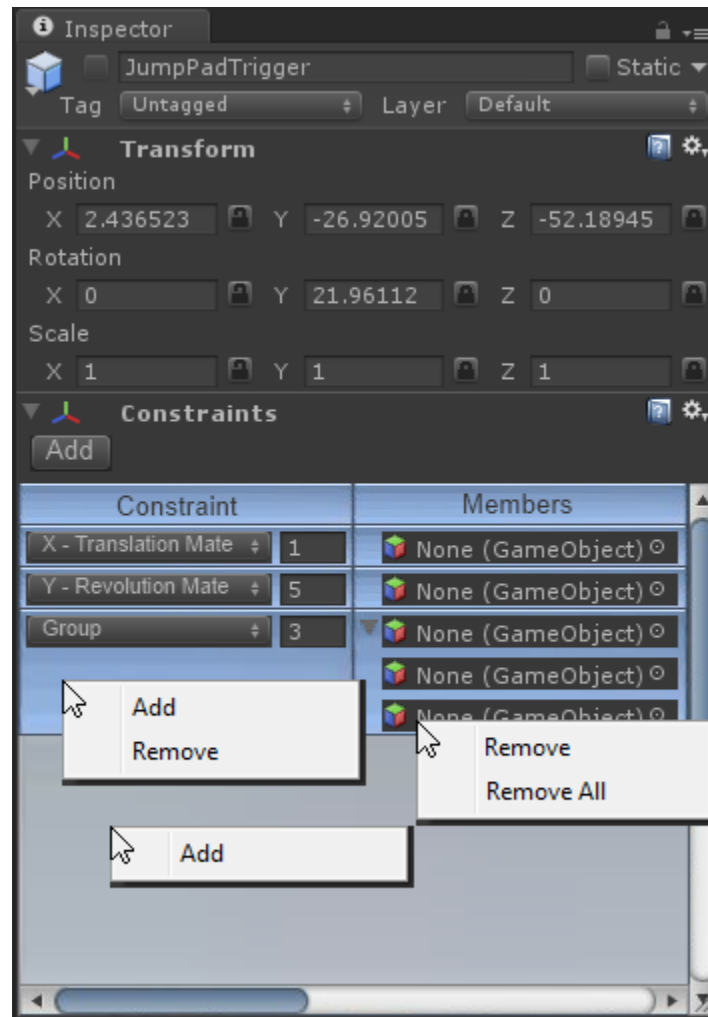 Inspector
JumpPadTrigger Static
Tag Untagged Layer Default
Transform
Position
X 2.436523 Y -26.92005 Z -52.18945
Rotation
X 0 Y 21.96112 Z 0
Scale
X 1 Y 1 Z 1
Constraints
Add
Constraint Members
X - Translation Mate 1 None (GameObject)
Y - Revolution Mate 5 None (GameObject)
Group 3 None (GameObject)
None (GameObject)
None (GameObject)
Add
Remove
Remove
Remove All
Add